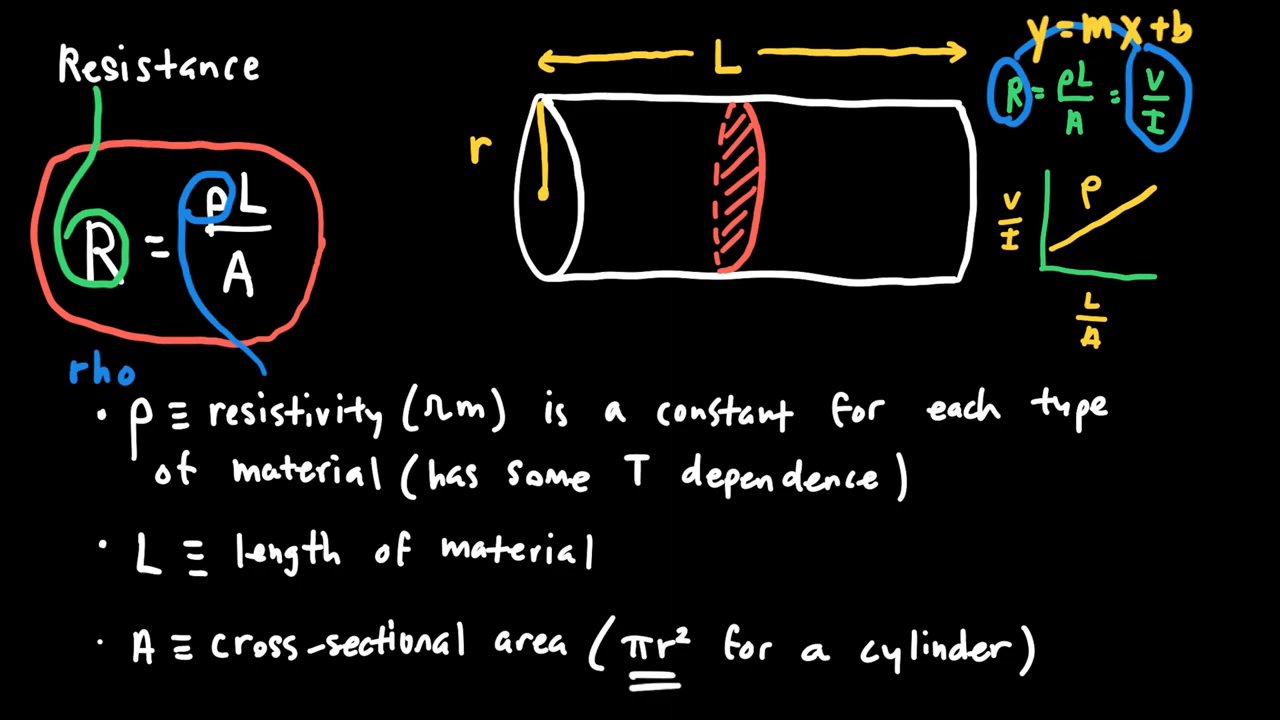 Resistance
R = ρL/A
L
r
y = mx + b
R = ρL/A = V/I
V/I
ρ
L/A
rho
• ρ ≡ resistivity (Ωm) is a constant for each type
of material (has some T dependence)
• L ≡ length of material
• A ≡ cross-sectional area (πr² for a cylinder)